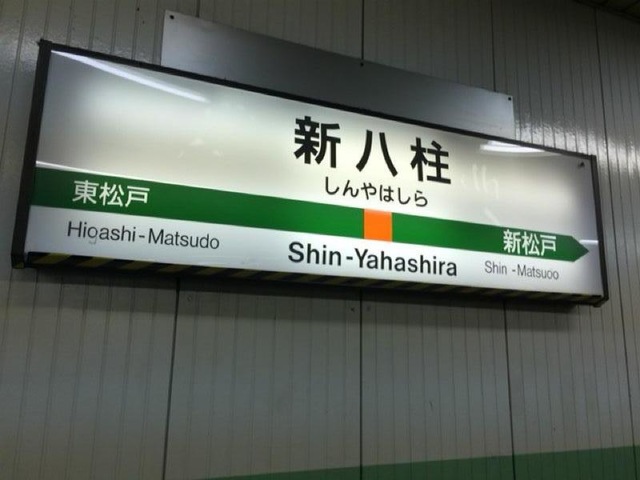 新八柱
しんやはしら
東松戸
新松戸
Higashi-Matsudo
Shin-Yahashira
Shin-Matsuoo